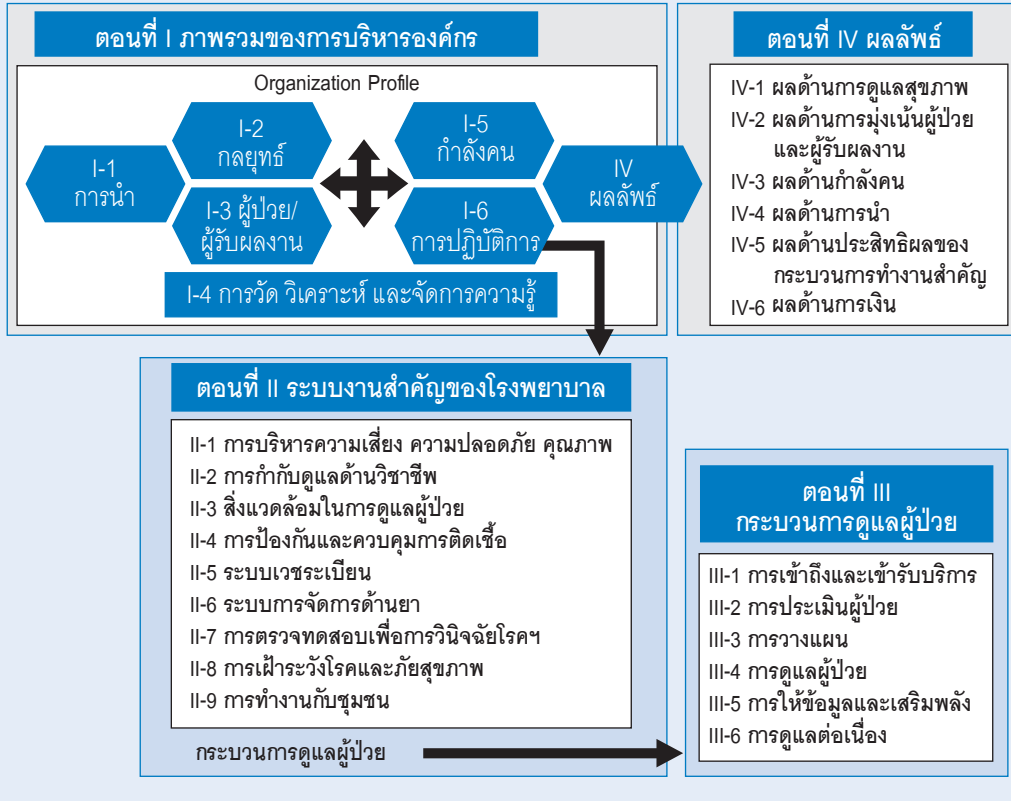 ตอนที่ I ภาพรวมของการบริหารองค์กร
Organization Profile
I-1
การนำ
I-2
กลยุทธ์
I-3 ผู้ป่วย/
ผู้รับผลงาน
I-5
กำลังคน
I-6
การปฏิบัติการ
IV
ผลลัพธ์
I-4 การวัด วิเคราะห์ และจัดการความรู้
ตอนที่ IV ผลลัพธ์
IV-1 ผลด้านการดูแลสุขภาพ
IV-2 ผลด้านการมุ่งเน้นผู้ป่วย
และผู้รับผลงาน
IV-3 ผลด้านกำลังคน
IV-4 ผลด้านการนำ
IV-5 ผลด้านประสิทธิผลของ
กระบวนการทำงานสำคัญ
IV-6 ผลด้านการเงิน
ตอนที่ II ระบบงานสำคัญของโรงพยาบาล
II-1 การบริหารความเสี่ยง ความปลอดภัย คุณภาพ
II-2 การกำกับดูแลด้านวิชาชีพ
II-3 สิ่งแวดล้อมในการดูแลผู้ป่วย
II-4 การป้องกันและควบคุมการติดเชื้อ
II-5 ระบบเวชระเบียน
II-6 ระบบการจัดการด้านยา
II-7 การตรวจทดสอบเพื่อการวินิจฉัยโรคฯ
II-8 การเฝ้าระวังโรคและภัยสุขภาพ
II-9 การทำงานกับชุมชน
กระบวนการดูแลผู้ป่วย
ตอนที่ III
กระบวนการดูแลผู้ป่วย
III-1 การเข้าถึงและเข้ารับบริการ
III-2 การประเมินผู้ป่วย
III-3 การวางแผน
III-4 การดูแลผู้ป่วย
III-5 การให้ข้อมูลและเสริมพลัง
III-6 การดูแลต่อเนื่อง